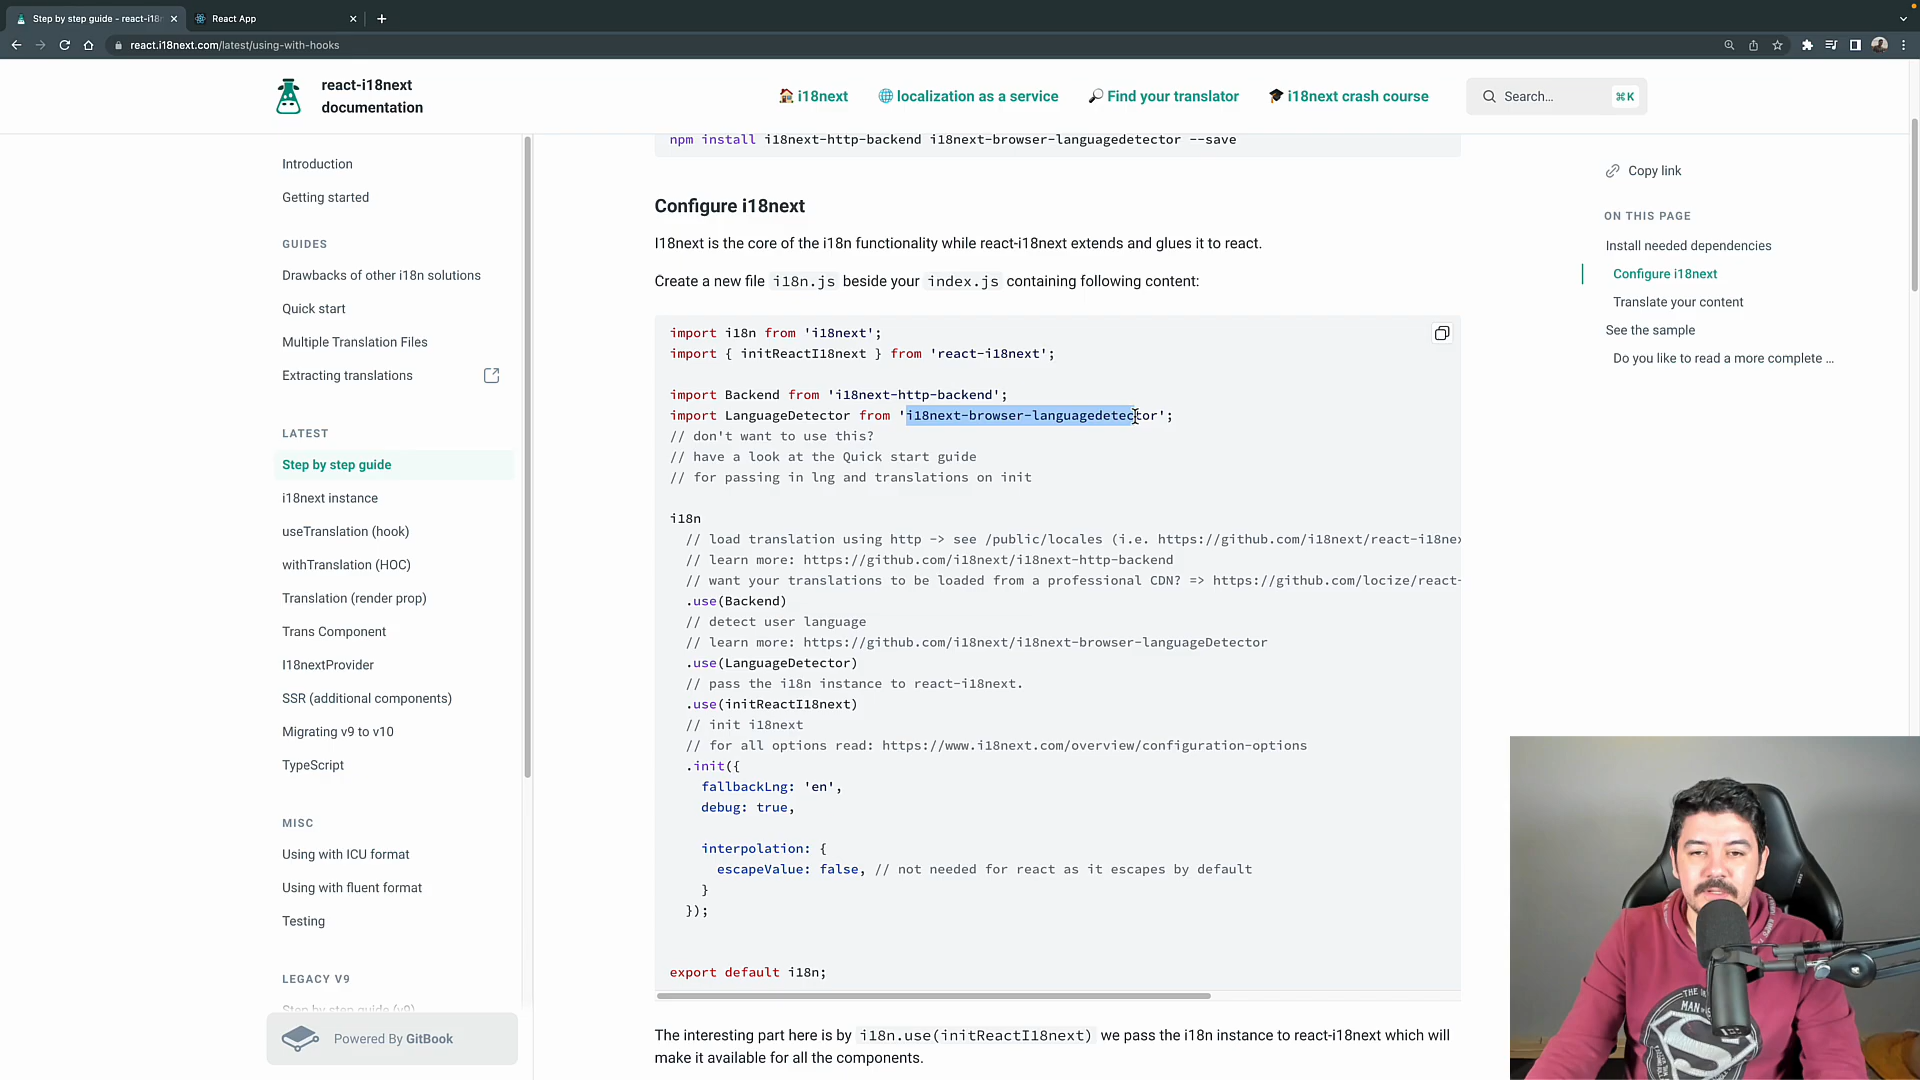 Step by step guide - react-i18n
React App
react.i18next.com/latest/using-with-hooks
react-i18next
documentation
i18next
localization as a service
Find your translator
i18next crash course
Search...
⌘K
Introduction
Getting started
GUIDES
Drawbacks of other i18n solutions
Quick start
Multiple Translation Files
Extracting translations
LATEST
Step by step guide
i18next instance
useTranslation (hook)
withTranslation (HOC)
Translation (render prop)
Trans Component
I18nextProvider
SSR (additional components)
Migrating v9 to v10
TypeScript
MISC
Using with ICU format
Using with fluent format
Testing
LEGACY V9
Step by step guide (v9)
Powered By GitBook
npm install i18next-http-backend i18next-browser-languagedetector --save
Configure i18next
I18next is the core of the i18n functionality while react-i18next extends and glues it to react.
Create a new file i18n.js beside your index.js containing following content:
import i18n from 'i18next';
import { initReactI18next } from 'react-i18next';
import Backend from 'i18next-http-backend';
import LanguageDetector from 'i18next-browser-languagedetector';
// don't want to use this?
// have a look at the Quick start guide
// for passing in lng and translations on init
i18n
// load translation using http -> see /public/locales (i.e. https://github.com/i18next/react-i18nex
// learn more: https://github.com/i18next/i18next-http-backend
// want your translations to be loaded from a professional CDN? => https://github.com/locize/react-
.use(Backend)
// detect user language
// learn more: https://github.com/i18next/i18next-browser-languageDetector
.use(LanguageDetector)
// pass the i18n instance to react-i18next.
.use(initReactI18next)
// init i18next
// for all options read: https://www.i18next.com/overview/configuration-options
.init({
fallbackLng: 'en',
debug: true,
interpolation: {
escapeValue: false, // not needed for react as it escapes by default
}
});
export default i18n;
The interesting part here is by i18n.use(initReactI18next) we pass the i18n instance to react-i18next which will
make it available for all the components.
Copy link
ON THIS PAGE
Install needed dependencies
Configure i18next
Translate your content
See the sample
Do you like to read a more complete ...